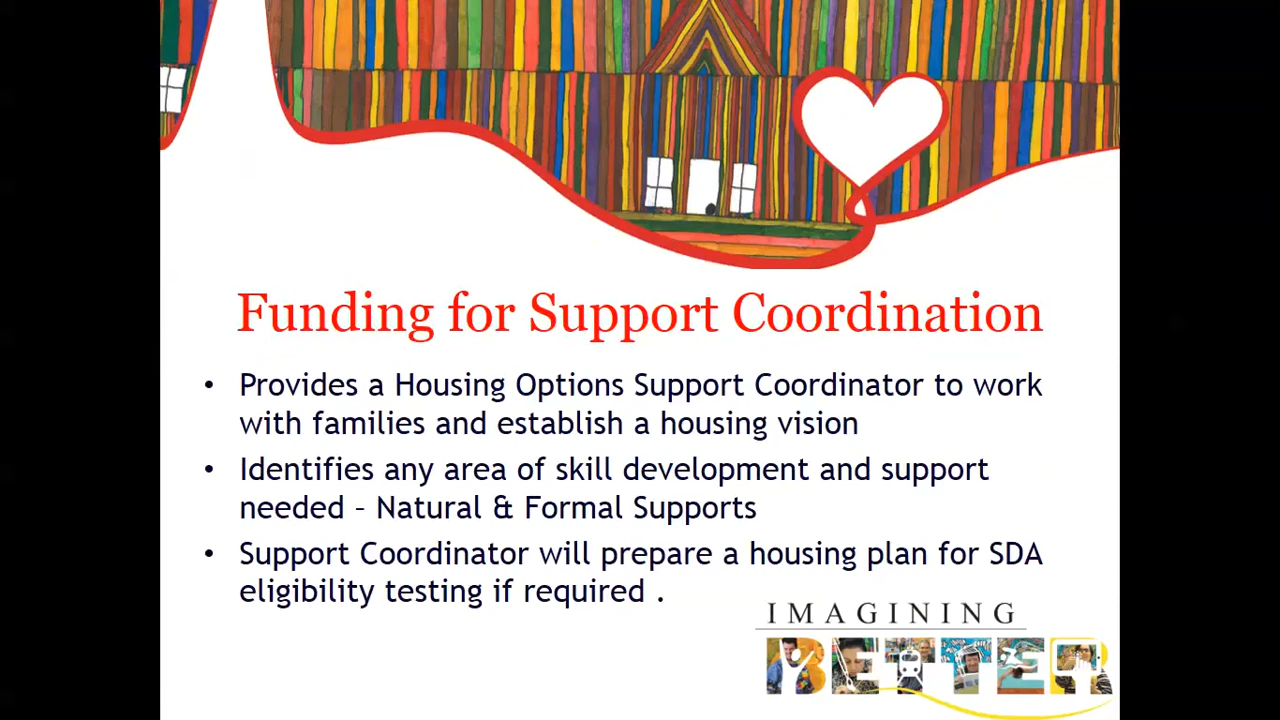 Funding for Support Coordination
• Provides a Housing Options Support Coordinator to work
with families and establish a housing vision
• Identifies any area of skill development and support
needed – Natural & Formal Supports
• Support Coordinator will prepare a housing plan for SDA
eligibility testing if required .
IMAGINING
BETTER